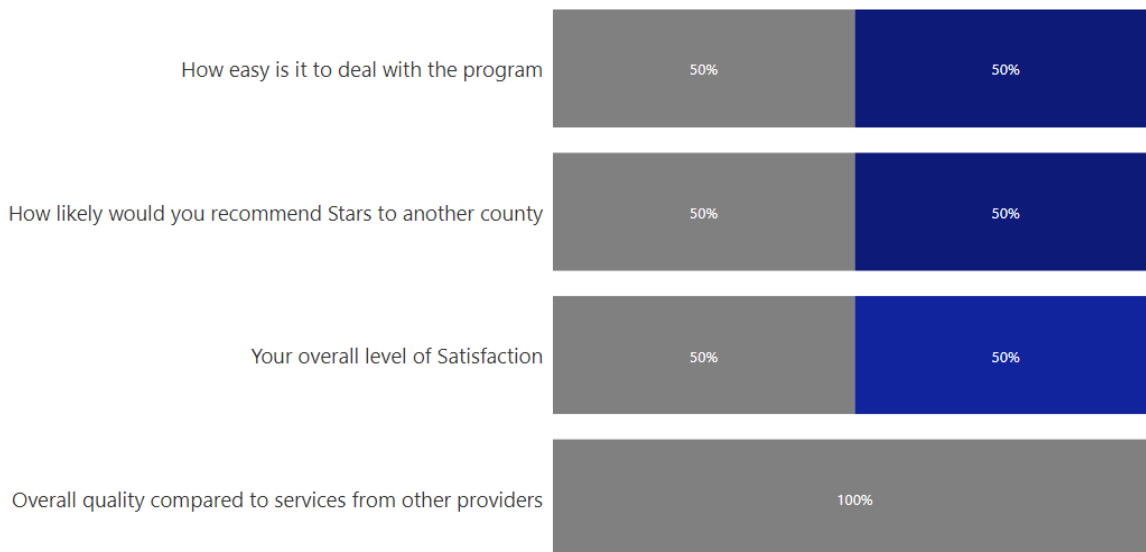 How easy is it to deal with the program 50% 50%
How likely would you recommend Stars to another county 50% 50%
Your overall level of Satisfaction 50% 50%
Overall quality compared to services from other providers 100%